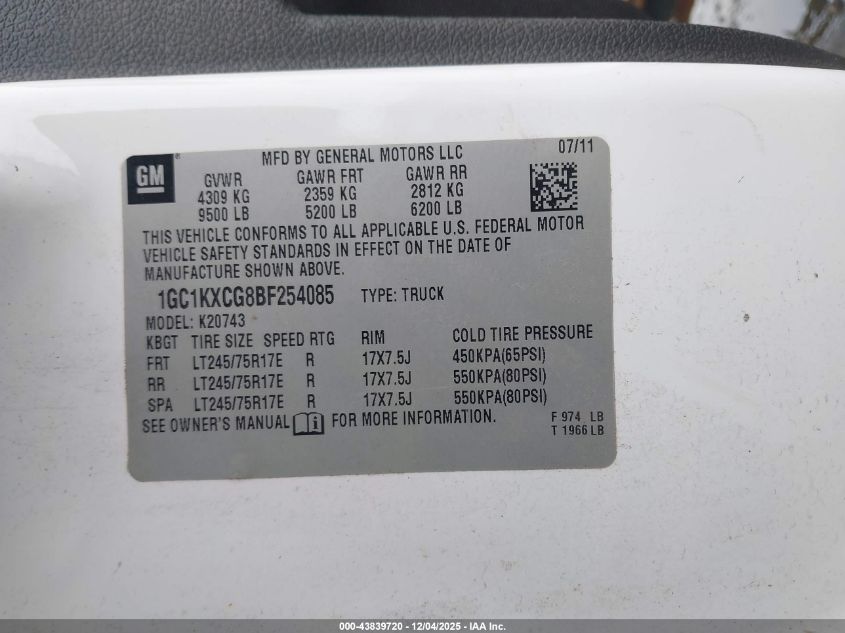 GM
®
MFD BY GENERAL MOTORS LLC
07/11
GVWR GAWR FRT GAWR RR
4309 KG 2359 KG 2812 KG
9500 LB 5200 LB 6200 LB
THIS VEHICLE CONFORMS TO ALL APPLICABLE U.S. FEDERAL MOTOR
VEHICLE SAFETY STANDARDS IN EFFECT ON THE DATE OF
MANUFACTURE SHOWN ABOVE.
1GC1KXCG8BF254085 TYPE: TRUCK
MODEL: K20743
KBGT TIRE SIZE SPEED RTG RIM COLD TIRE PRESSURE
FRT LT245/75R17E R 17X7.5J 450KPA(65PSI)
RR LT245/75R17E R 17X7.5J 550KPA(80PSI)
SPA LT245/75R17E R 17X7.5J 550KPA(80PSI)
SEE OWNER'S MANUAL FOR MORE INFORMATION.
F 974 LB
T 1966 LB
000-43839720 - 12/04/2025 - IAA Inc.